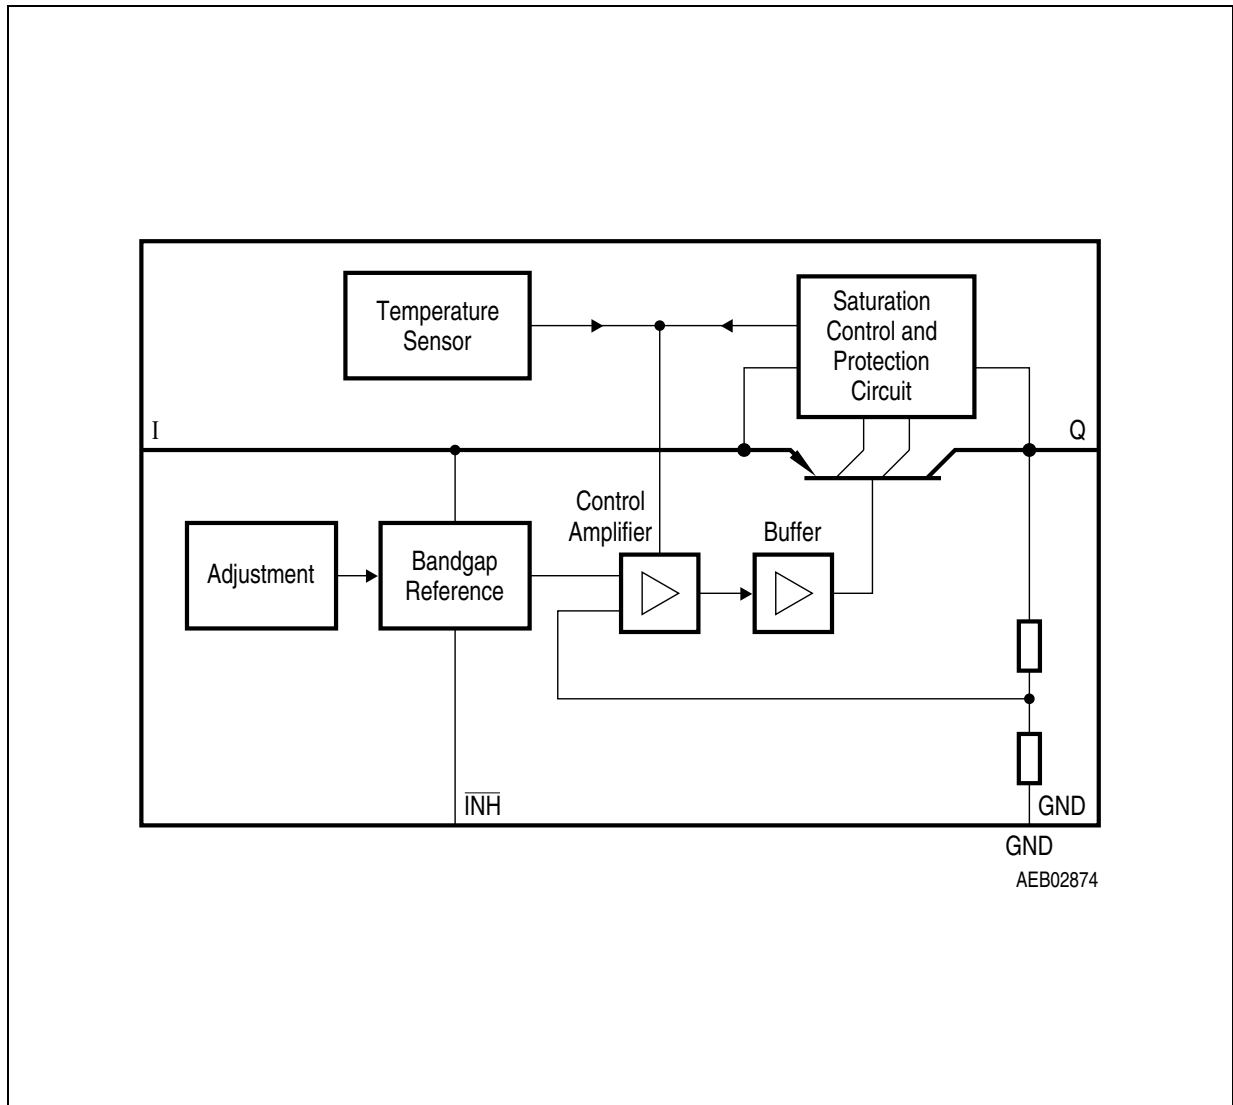 Temperature
Sensor
Saturation
Control and
Protection
Circuit
I
Q
Control
Amplifier
Buffer
Adjustment
Bandgap
Reference
INH
GND
GND
AEB02874